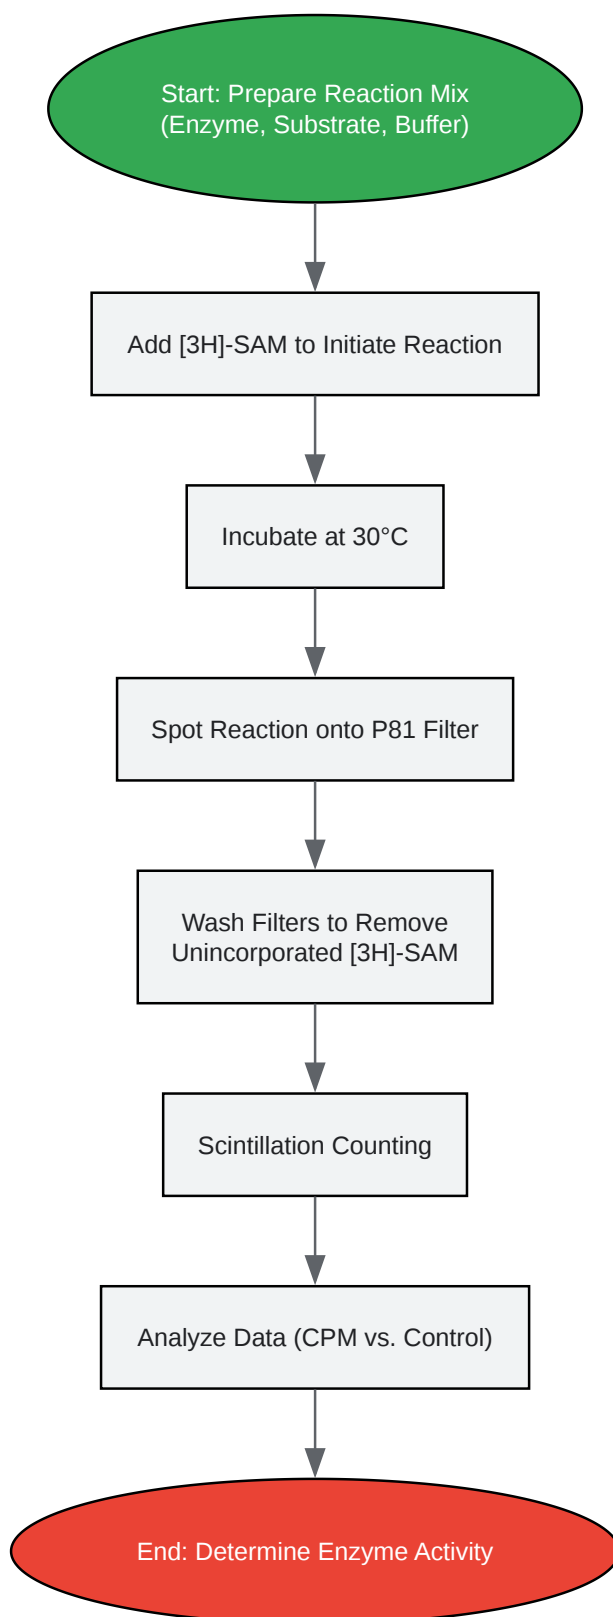 Start: Prepare Reaction Mix
(Enzyme, Substrate, Buffer)
Add [3H]-SAM to Initiate Reaction
Incubate at 30°C
Spot Reaction onto P81 Filter
Wash Filters to Remove
Unincorporated [3H]-SAM
Scintillation Counting
Analyze Data (CPM vs. Control)
End: Determine Enzyme Activity